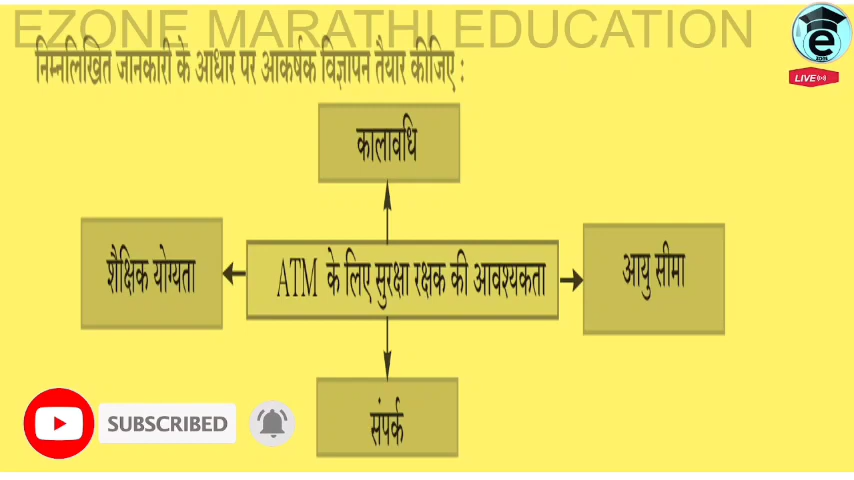 EZONE MARATHI EDUCATION
निम्नलिखित जानकारी के आधार पर आकर्षक विज्ञापन तैयार कीजिए :
e
ZONE
LIVE
कालावधि
शैक्षिक योग्यता
ATM के लिए सुरक्षा रक्षक की आवश्यकता
आयु सीमा
संपर्क
SUBSCRIBED